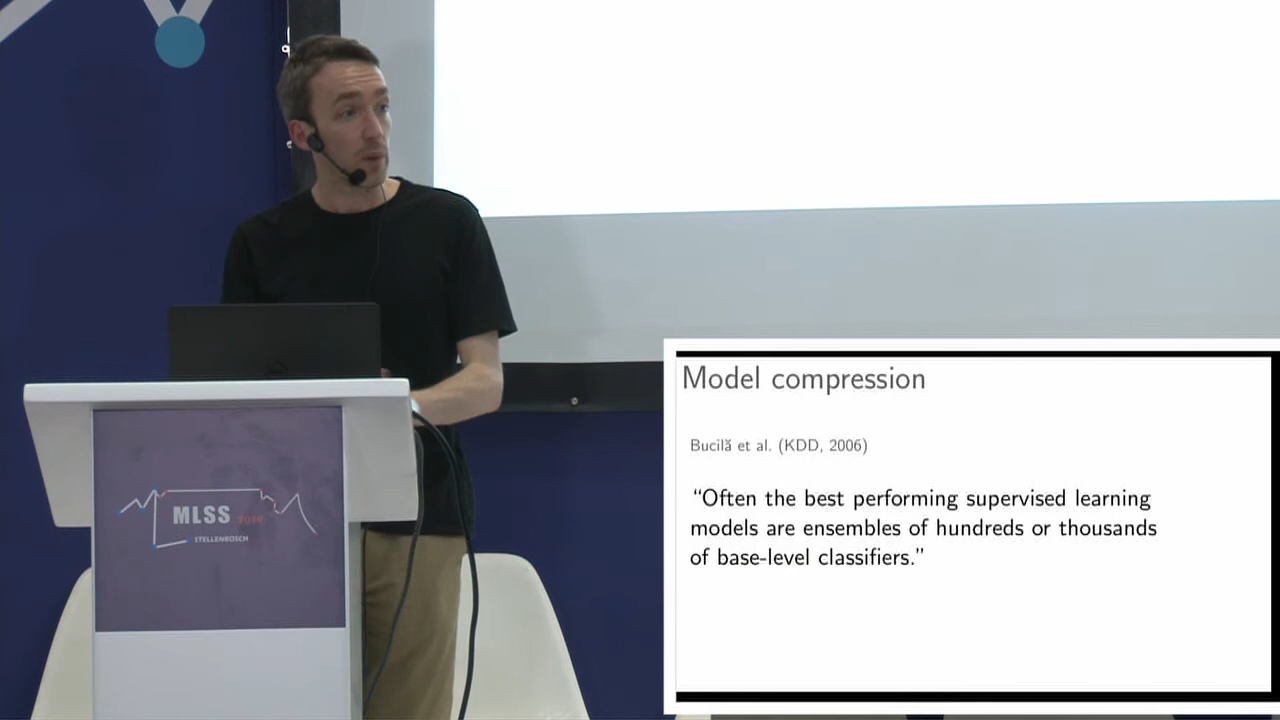 MLSS 2019
STELLENBOSCH
Model compression
Bucilă et al. (KDD, 2006)
“Often the best performing supervised learning
models are ensembles of hundreds or thousands
of base-level classifiers.”